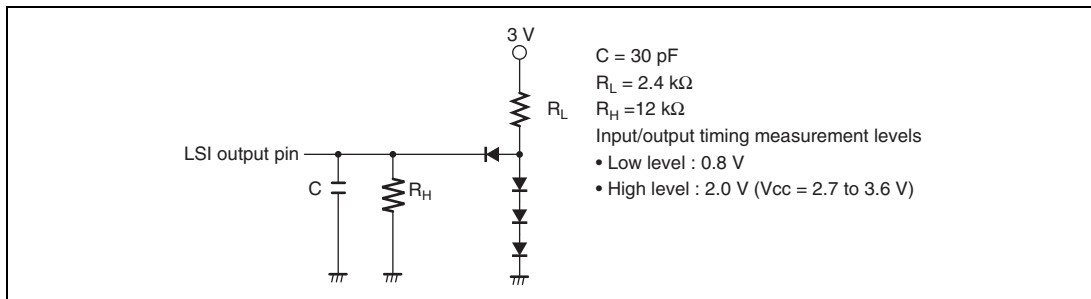 3 V
C = 30 pF
R_L = 2.4 kΩ
R_H =12 kΩ
Input/output timing measurement levels
• Low level : 0.8 V
• High level : 2.0 V (Vcc = 2.7 to 3.6 V)
R_L
LSI output pin
C
R_H